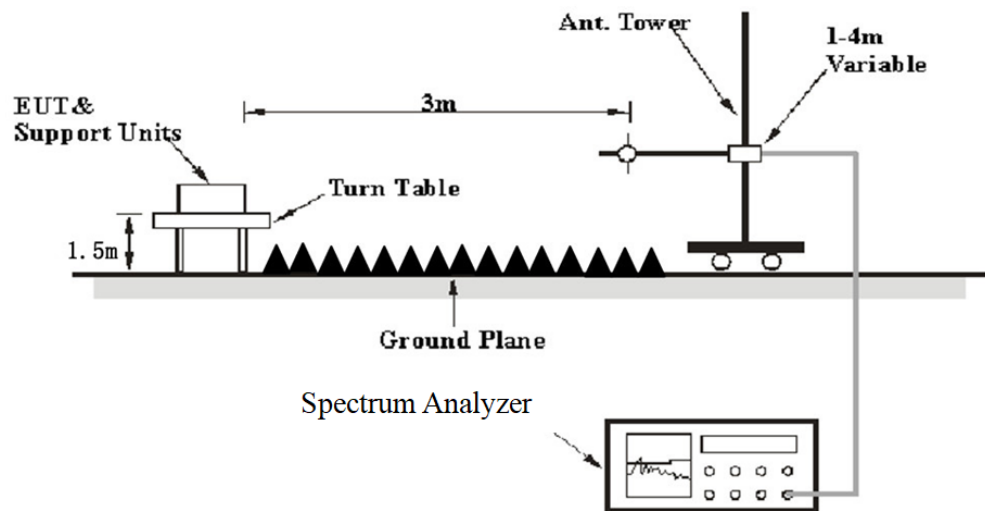 Ant. Tower
1-4m
Variable
EUT&
Support Units
3m
Turn Table
1.5m
Ground Plane
Spectrum Analyzer